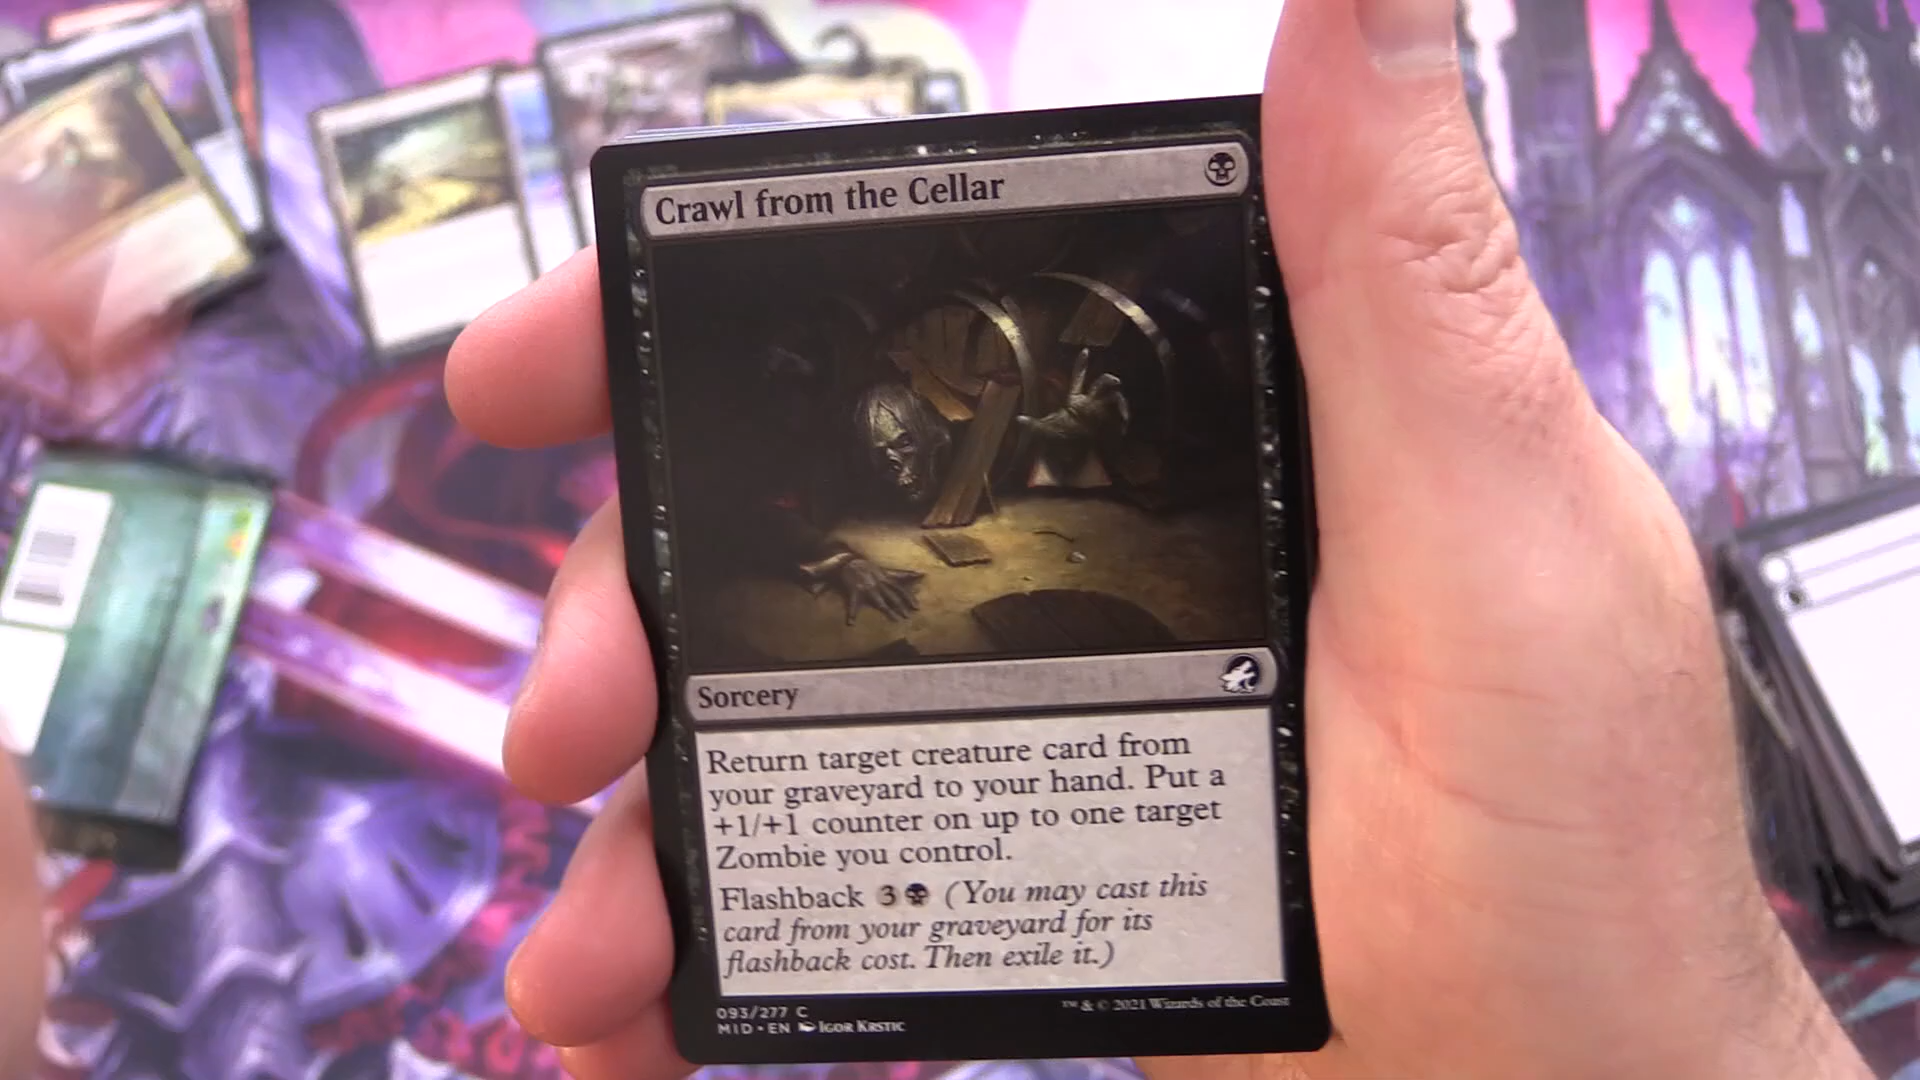 Crawl from the Cellar
Sorcery
Return target creature card from
your graveyard to your hand. Put a
+1/+1 counter on up to one target
Zombie you control.
Flashback 3 (You may cast this
card from your graveyard for its
flashback cost. Then exile it.)
093/277 C
MID • EN IGOR KRSTIC
™ & © 2021 Wizards of the Coast